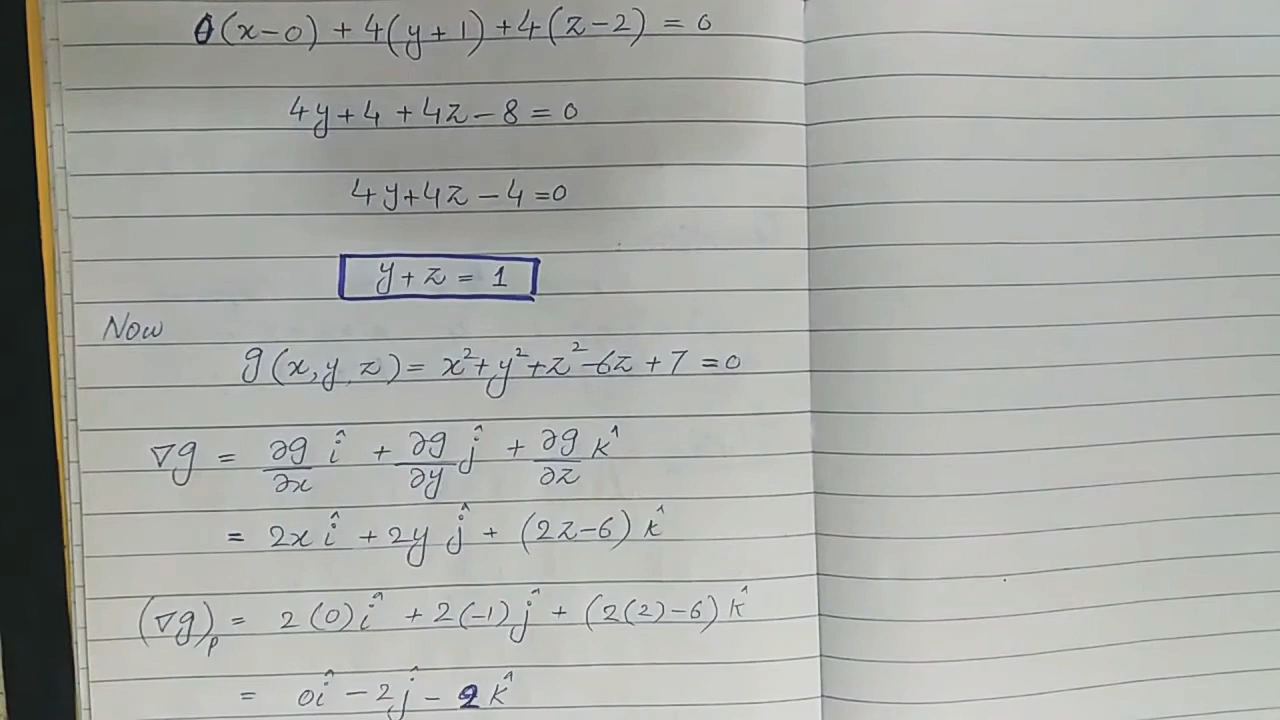 0(x-0) + 4(y+1) +4(z-2) = 0
4y+4 +4z-8=0
4y+4z-4=0
y+z = 1
Now
g(x,y,z)= x²+y²+z²-6z+7=0
∇g = ∂g/∂x î + ∂g/∂y ĵ + ∂g/∂z k̂
= 2x î +2y ĵ + (2z-6) k̂
(∇g)ₚ = 2(0)î +2(-1)ĵ + (2(2)-6) k̂
= 0î -2ĵ - 2 k̂